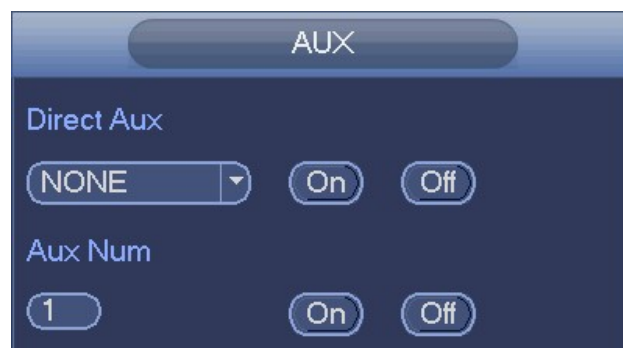 AUX
Direct Aux
NONE On Off
Aux Num
1 On Off